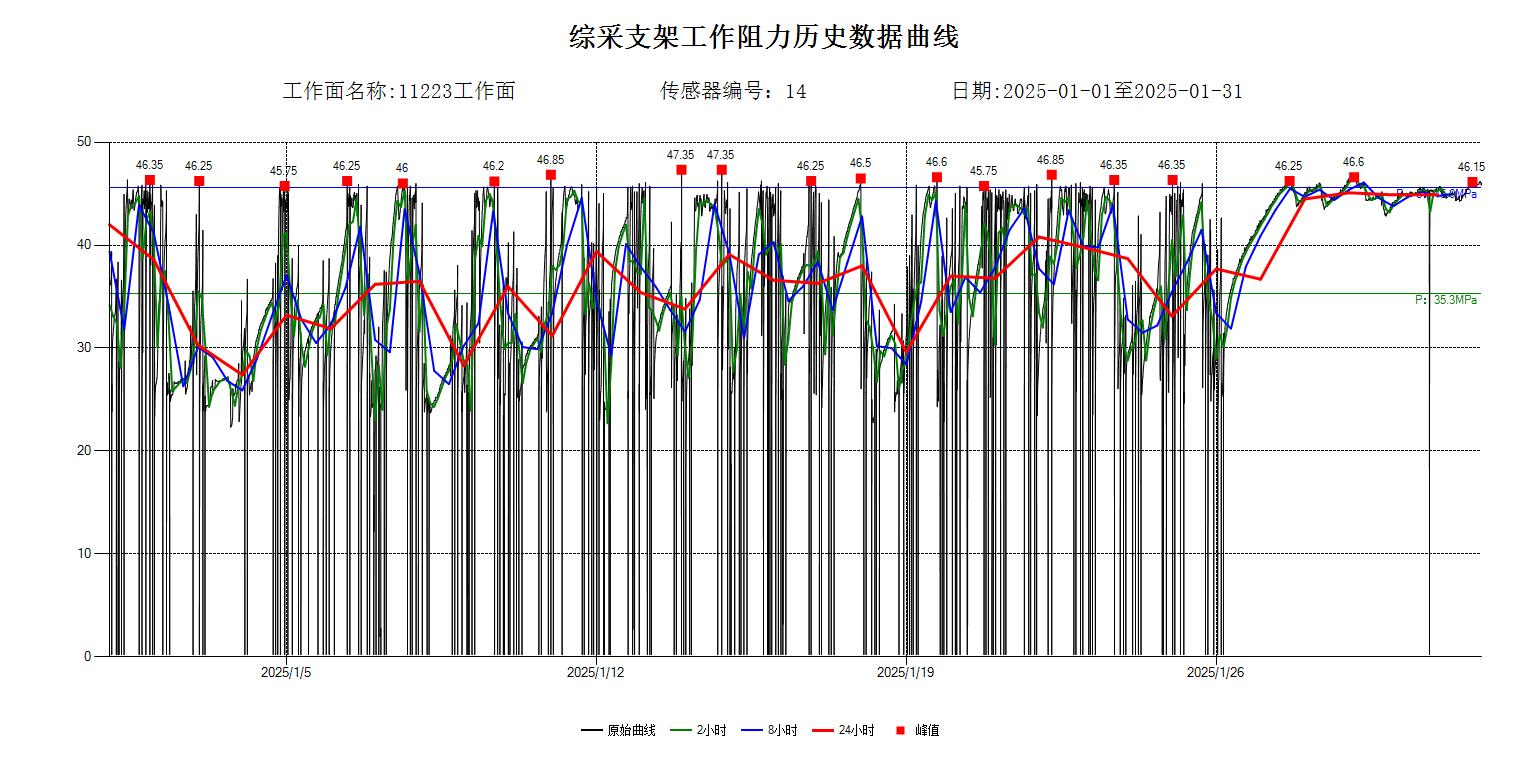 综采支架工作阻力历史数据曲线
工作面名称:11223工作面 传感器编号: 14 日期:2025-01-01至2025-01-31
50
46.35 46.25 45.75 46.25 46 46.2 46.85 47.35 47.35 46.25 46.5 46.6 45.75 46.85 46.35 46.35 46.25 46.6 46.15
40
P: 35.3MPa
30
20
10
0
2025/1/5 2025/1/12 2025/1/19 2025/1/26
原始曲线 2小时 8小时 24小时 峰值